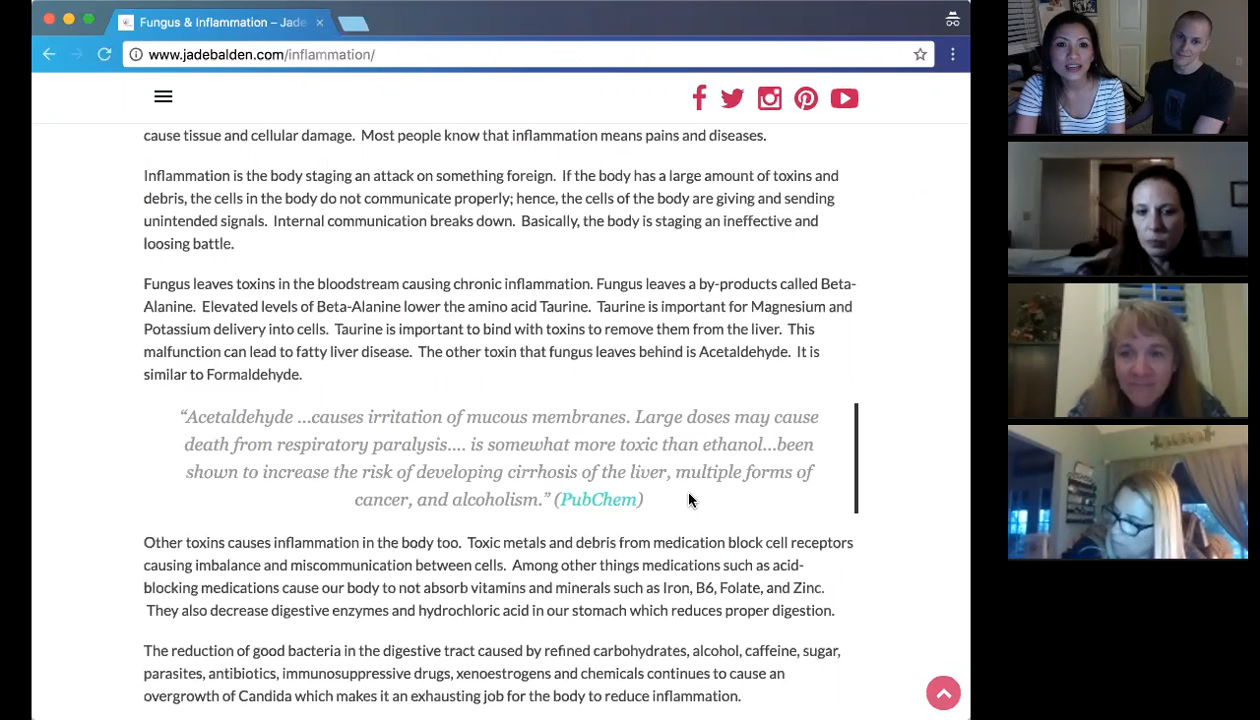 Fungus & Inflammation – Jade
www.jadebalden.com/inflammation/
cause tissue and cellular damage.  Most people know that inflammation means pains and diseases.
Inflammation is the body staging an attack on something foreign.  If the body has a large amount of toxins and
debris, the cells in the body do not communicate properly; hence, the cells of the body are giving and sending
unintended signals.  Internal communication breaks down.  Basically, the body is staging an ineffective and
loosing battle.
Fungus leaves toxins in the bloodstream causing chronic inflammation. Fungus leaves a by-products called Beta-
Alanine.  Elevated levels of Beta-Alanine lower the amino acid Taurine.  Taurine is important for Magnesium and
Potassium delivery into cells.  Taurine is important to bind with toxins to remove them from the liver.  This
malfunction can lead to fatty liver disease.  The other toxin that fungus leaves behind is Acetaldehyde.  It is
similar to Formaldehyde.
“Acetaldehyde …causes irritation of mucous membranes. Large doses may cause
death from respiratory paralysis…. is somewhat more toxic than ethanol…been
shown to increase the risk of developing cirrhosis of the liver, multiple forms of
cancer, and alcoholism.” (PubChem)
Other toxins causes inflammation in the body too.  Toxic metals and debris from medication block cell receptors
causing imbalance and miscommunication between cells.  Among other things medications such as acid-
blocking medications cause our body to not absorb vitamins and minerals such as Iron, B6, Folate, and Zinc.
They also decrease digestive enzymes and hydrochloric acid in our stomach which reduces proper digestion.
The reduction of good bacteria in the digestive tract caused by refined carbohydrates, alcohol, caffeine, sugar,
parasites, antibiotics, immunosuppressive drugs, xenoestrogens and chemicals continues to cause an
overgrowth of Candida which makes it an exhausting job for the body to reduce inflammation.